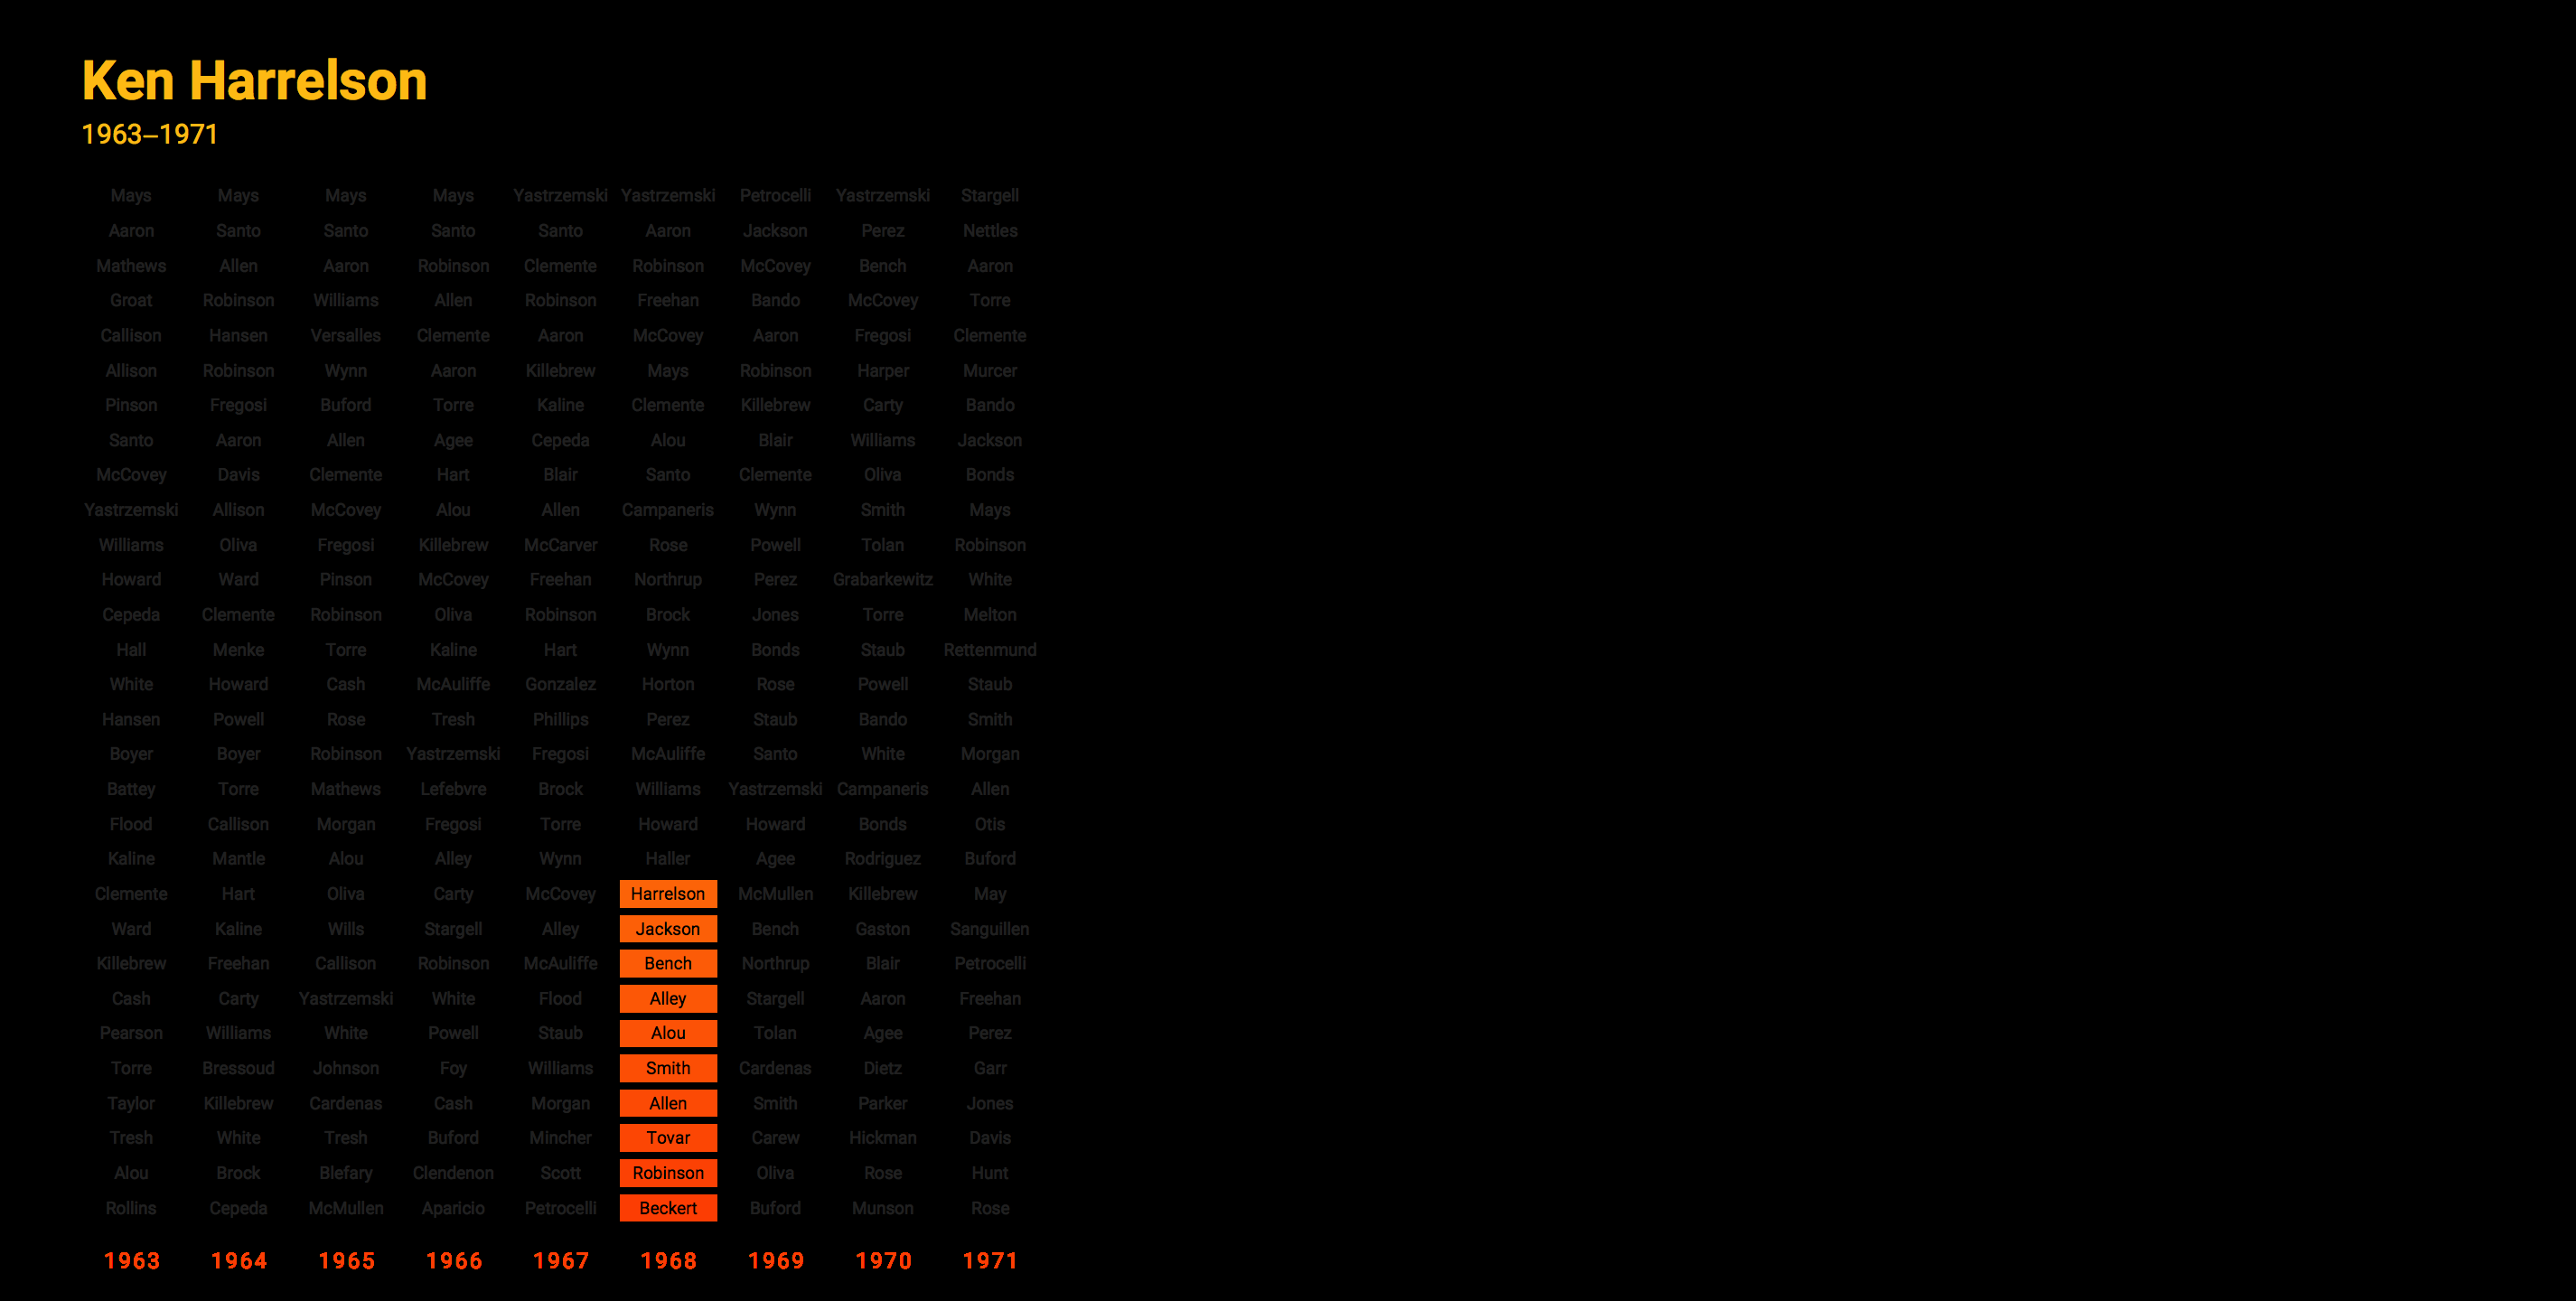 Ken Harrelson
1963–1971
Mays Mays Mays Mays Yastrzemski Yastrzemski Petrocelli Yastrzemski Stargell
Aaron Santo Santo Santo Santo Aaron Jackson Perez Nettles
Mathews Allen Aaron Robinson Clemente Robinson McCovey Bench Aaron
Groat Robinson Williams Allen Robinson Freehan Bando McCovey Torre
Callison Hansen Versalles Clemente Aaron McCovey Aaron Fregosi Clemente
Allison Robinson Wynn Aaron Killebrew Mays Robinson Harper Murcer
Pinson Fregosi Buford Torre Kaline Clemente Killebrew Carty Bando
Santo Aaron Allen Agee Cepeda Alou Blair Williams Jackson
McCovey Davis Clemente Hart Blair Santo Clemente Oliva Bonds
Yastrzemski Allison McCovey Alou Allen Campaneris Wynn Smith Mays
Williams Oliva Fregosi Killebrew McCarver Rose Powell Tolan Robinson
Howard Ward Pinson McCovey Freehan Northrup Perez Grabarkewitz White
Cepeda Clemente Robinson Oliva Robinson Brock Jones Torre Melton
Hall Menke Torre Kaline Hart Wynn Bonds Staub Rettenmund
White Howard Cash McAuliffe Gonzalez Horton Rose Powell Staub
Hansen Powell Rose Tresh Phillips Perez Staub Bando Smith
Boyer Boyer Robinson Yastrzemski Fregosi McAuliffe Santo White Morgan
Battey Torre Mathews Lefebvre Brock Williams Yastrzemski Campaneris Allen
Flood Callison Morgan Fregosi Torre Howard Howard Bonds Otis
Kaline Mantle Alou Alley Wynn Haller Agee Rodriguez Buford
Clemente Hart Oliva Carty McCovey Harrelson McMullen Killebrew May
Ward Kaline Wills Stargell Alley Jackson Bench Gaston Sanguillen
Killebrew Freehan Callison Robinson McAuliffe Bench Northrup Blair Petrocelli
Cash Carty Yastrzemski White Flood Alley Stargell Aaron Freehan
Pearson Williams White Powell Staub Alou Tolan Agee Perez
Torre Bressoud Johnson Foy Williams Smith Cardenas Dietz Garr
Taylor Killebrew Cardenas Cash Morgan Allen Smith Parker Jones
Tresh White Tresh Buford Mincher Tovar Carew Hickman Davis
Alou Brock Blefary Clendenon Scott Robinson Oliva Rose Hunt
Rollins Cepeda McMullen Aparicio Petrocelli Beckert Buford Munson Rose
1963 1964 1965 1966 1967 1968 1969 1970 1971